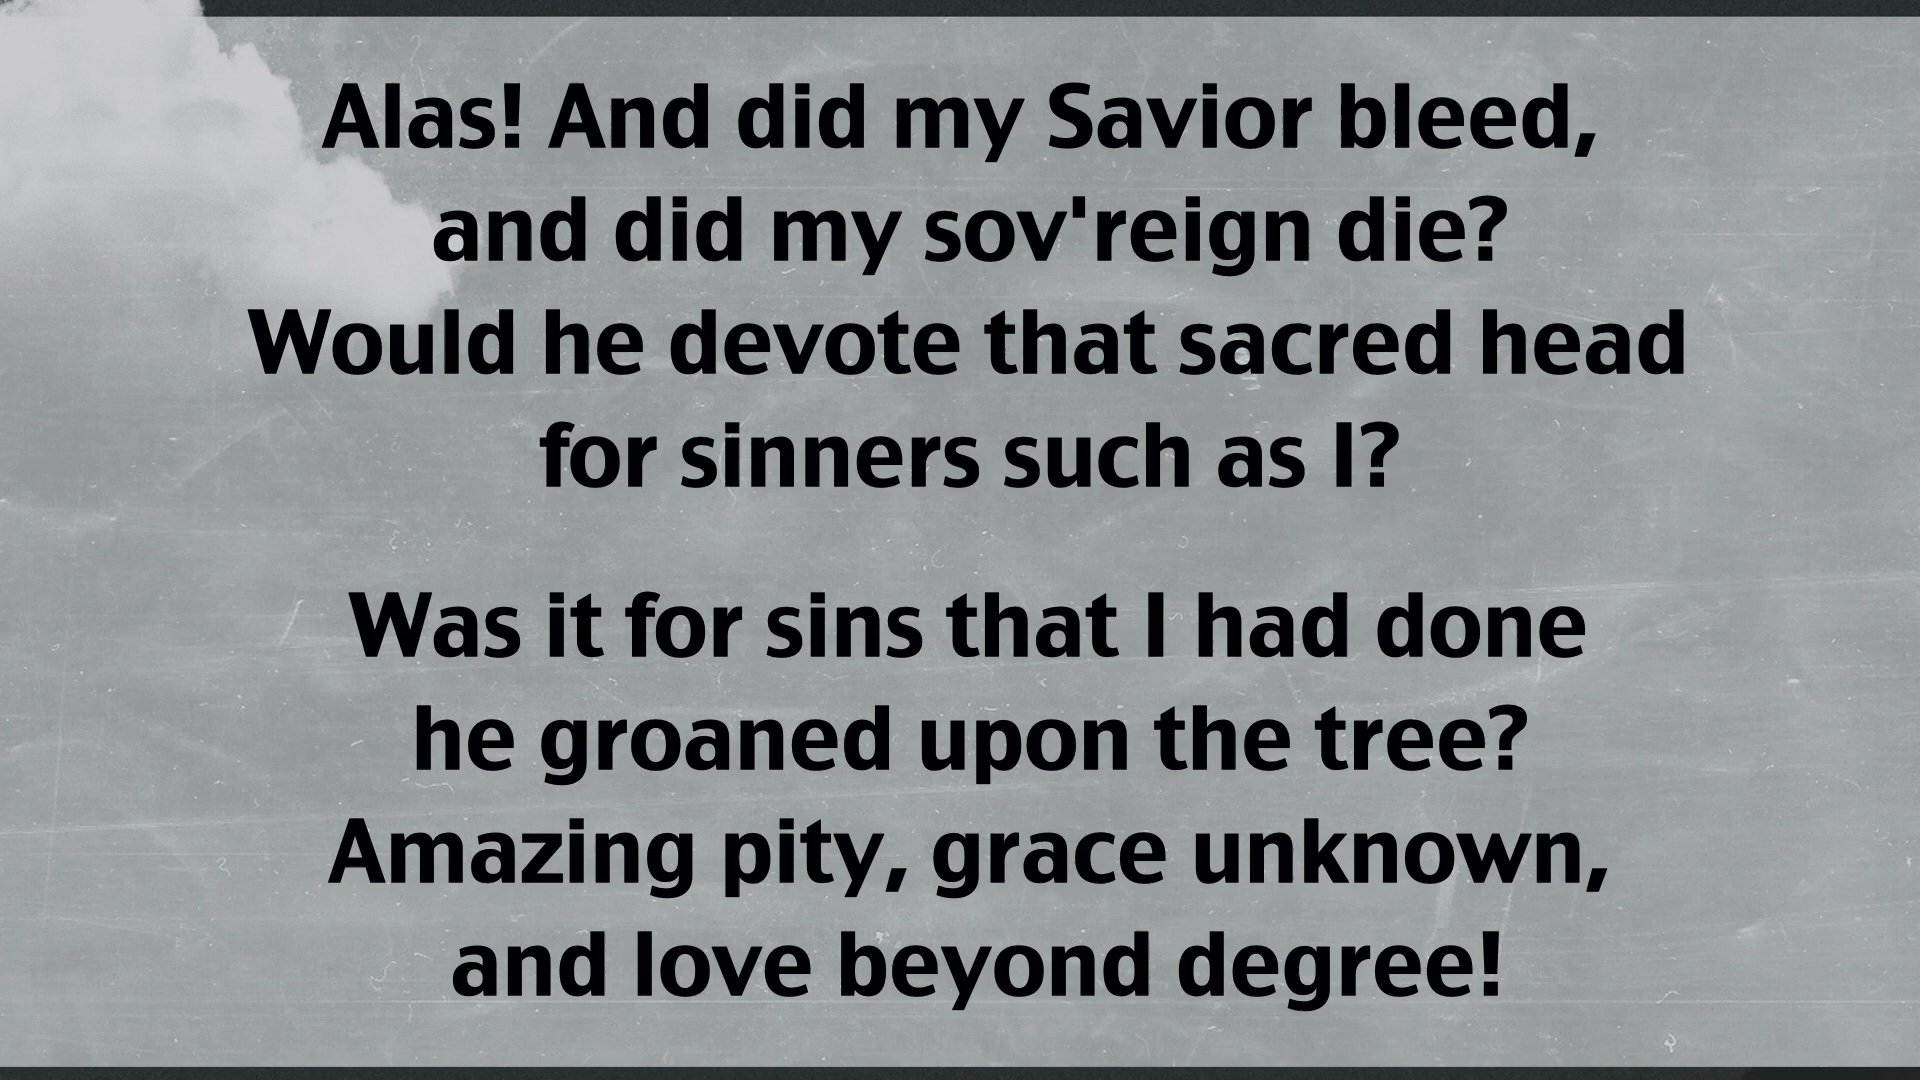 Alas! And did my Savior bleed,
and did my sov'reign die?
Would he devote that sacred head
for sinners such as I?
Was it for sins that I had done
he groaned upon the tree?
Amazing pity, grace unknown,
and love beyond degree!